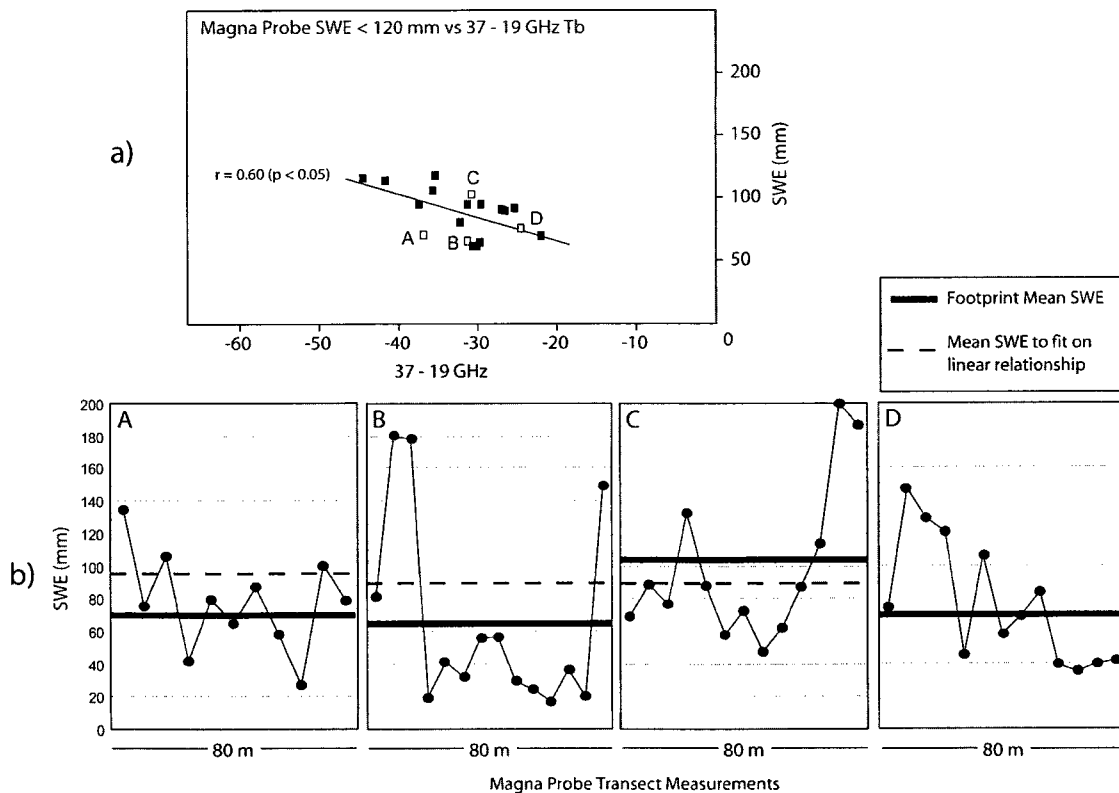 Magna Probe SWE < 120 mm vs 37 - 19 GHz Tb
200
150
100
50
0
SWE (mm)
a)
r = 0.60 (p < 0.05)
A
B
C
D
-60
-50
-40
-30
-20
-10
37 - 19 GHz
Footprint Mean SWE
Mean SWE to fit on
linear relationship
b)
SWE (mm)
200
180
160
140
120
100
80
60
40
20
0
A
B
C
D
80 m
80 m
80 m
80 m
Magna Probe Transect Measurements